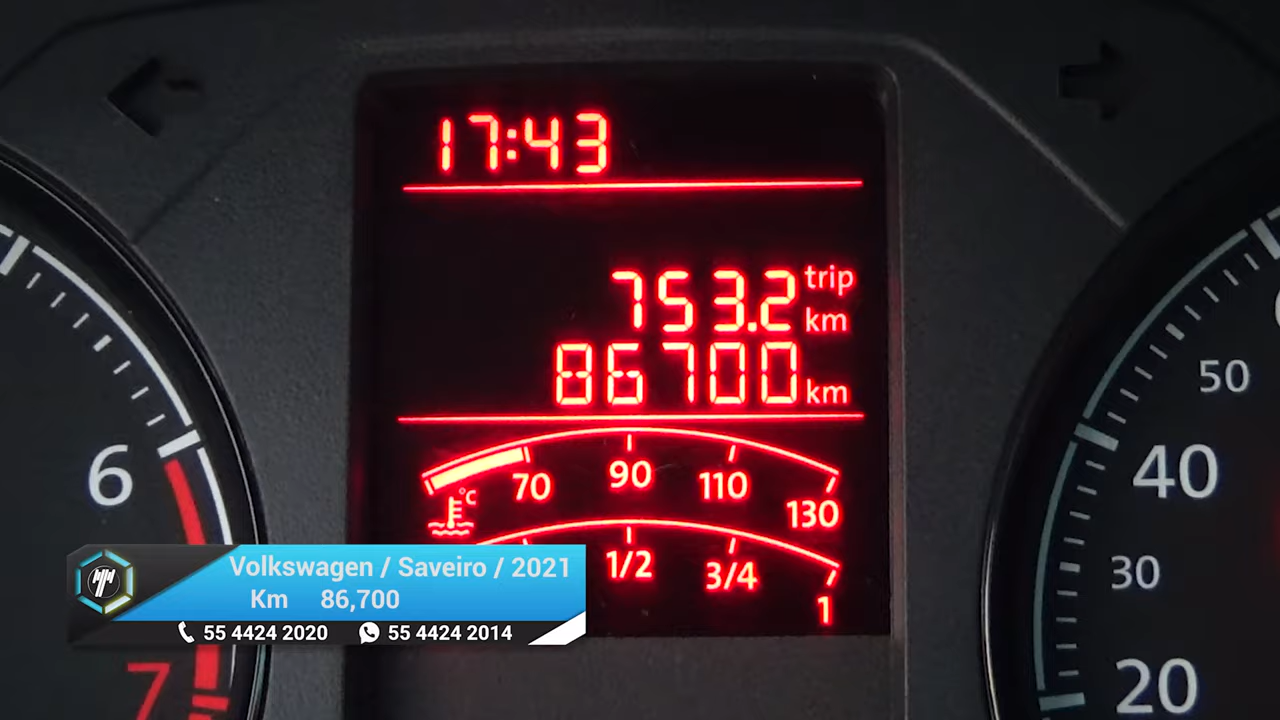 17:43
753.2 trip km
86700 km
70 90 110 130
°C
1/2 3/4 1
6
7
50
40
30
20
Volkswagen / Saveiro / 2021
Km 86,700
55 4424 2020 55 4424 2014